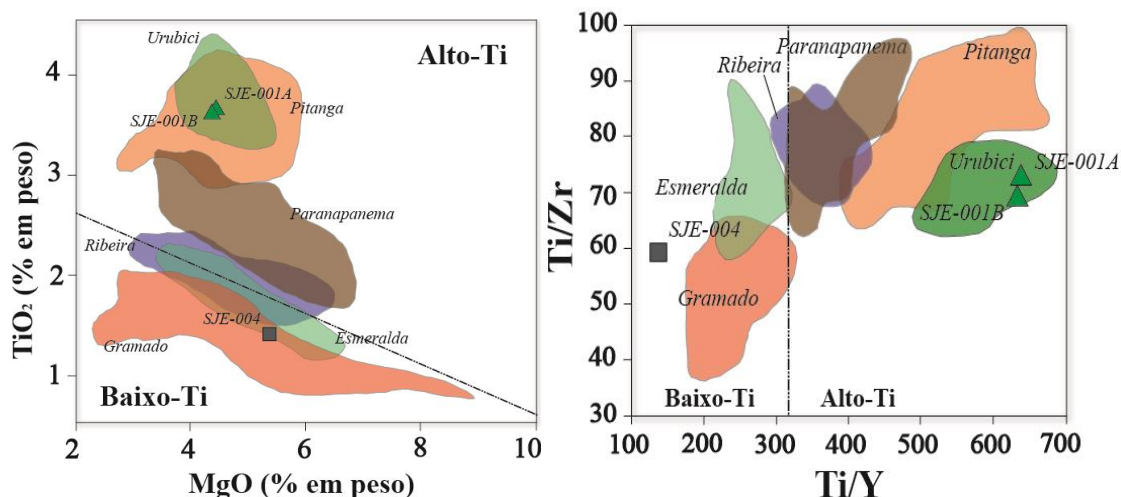 Urubici
Alto-Ti
4
SJE-001A
SJE-001B
Pitanga
3
Paranapanema
Ribeira
2
SJE-004
Gramado
Esmeralda
1
Baixo-Ti
2
4
6
8
10
TiO₂ (% em peso)
MgO (% em peso)
100
Paranapanema
Pitanga
Ribeira
90
80
Urubici
SJE-001A
70
Esmeralda
SJE-001B
SJE-004
60
Gramado
50
40
Baixo-Ti
Alto-Ti
30
100
200
300
400
500
600
700
Ti/Zr
Ti/Y